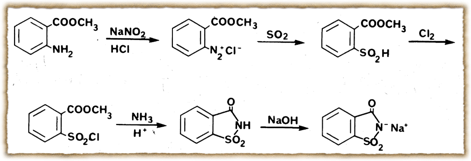 COOCH₃ NaNO₂ COOCH₃ SO₂ COOCH₃ Cl₂
NH₂ HCl N₂⁺Cl⁻ SO₂H
COOCH₃ NH₃ O NaOH O
SO₂Cl H⁺ NH SO₂ N⁻ Na⁺ SO₂